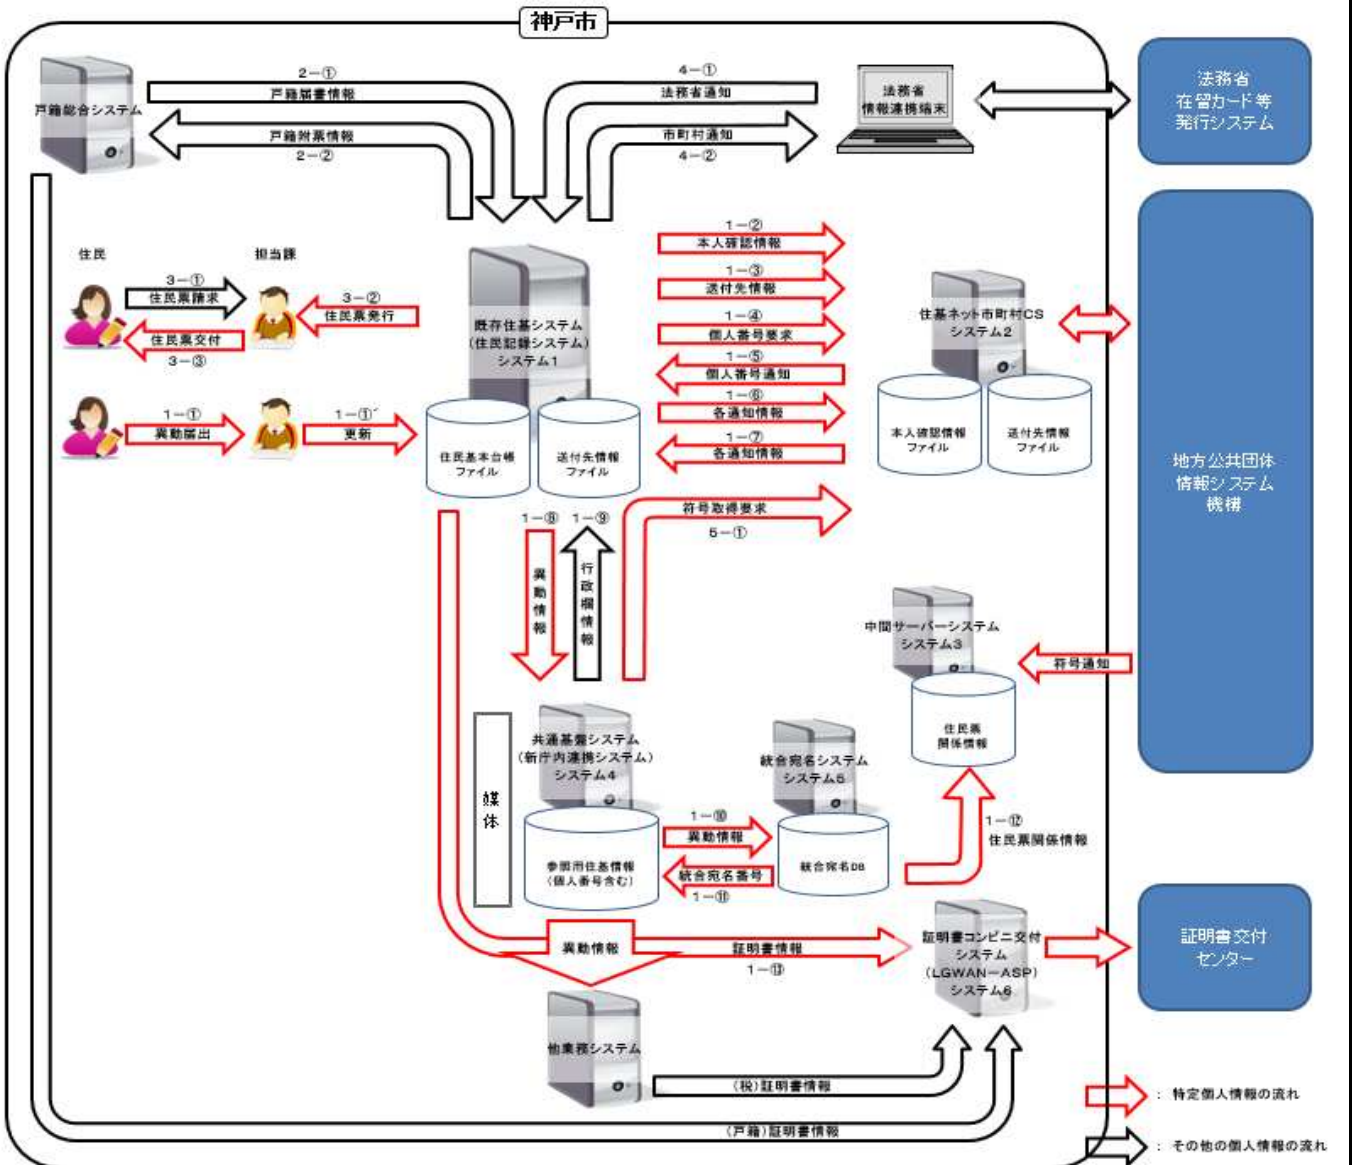 神戸市
戸籍総合システム
2－①
戸籍届書情報
戸籍附票情報
2－②
4－①
法務省通知
市町村通知
4－②
法務省
情報連携端末
法務省
在留カード等
発行システム
住民
担当課
3－①
住民票請求
3－②
住民票発行
住民票交付
3－③
1－①
異動届出
1－①´
更新
既存住基システム
(住民記録システム)
システム1
住民基本台帳
ファイル
送付先情報
ファイル
1－②
本人確認情報
1－③
送付先情報
1－④
個人番号要求
1－⑤
個人番号通知
1－⑥
各通知情報
1－⑦
各通知情報
符号取得要求
5－①
住基ネット市町村CS
システム2
本人確認情報
ファイル
送付先情報
ファイル
地方公共団体
情報システム
機構
1－⑧
異動情報
1－⑨
行政欄情報
中間サーバーシステム
システム3
住民票
関係情報
符号通知
媒体
共通基盤システム
(新庁内連携システム)
システム4
参照用住基情報
(個人番号含む)
1－⑩
異動情報
統合宛名番号
1－⑪
統合宛名システム
システム5
統合宛名DB
1－⑫
住民票関係情報
異動情報
証明書情報
1－⑬
証明書コンビニ交付
システム
(LGWAN－ASP)
システム6
証明書交付
センター
他業務システム
(税)証明書情報
(戸籍)証明書情報
： 特定個人情報の流れ
： その他の個人情報の流れ